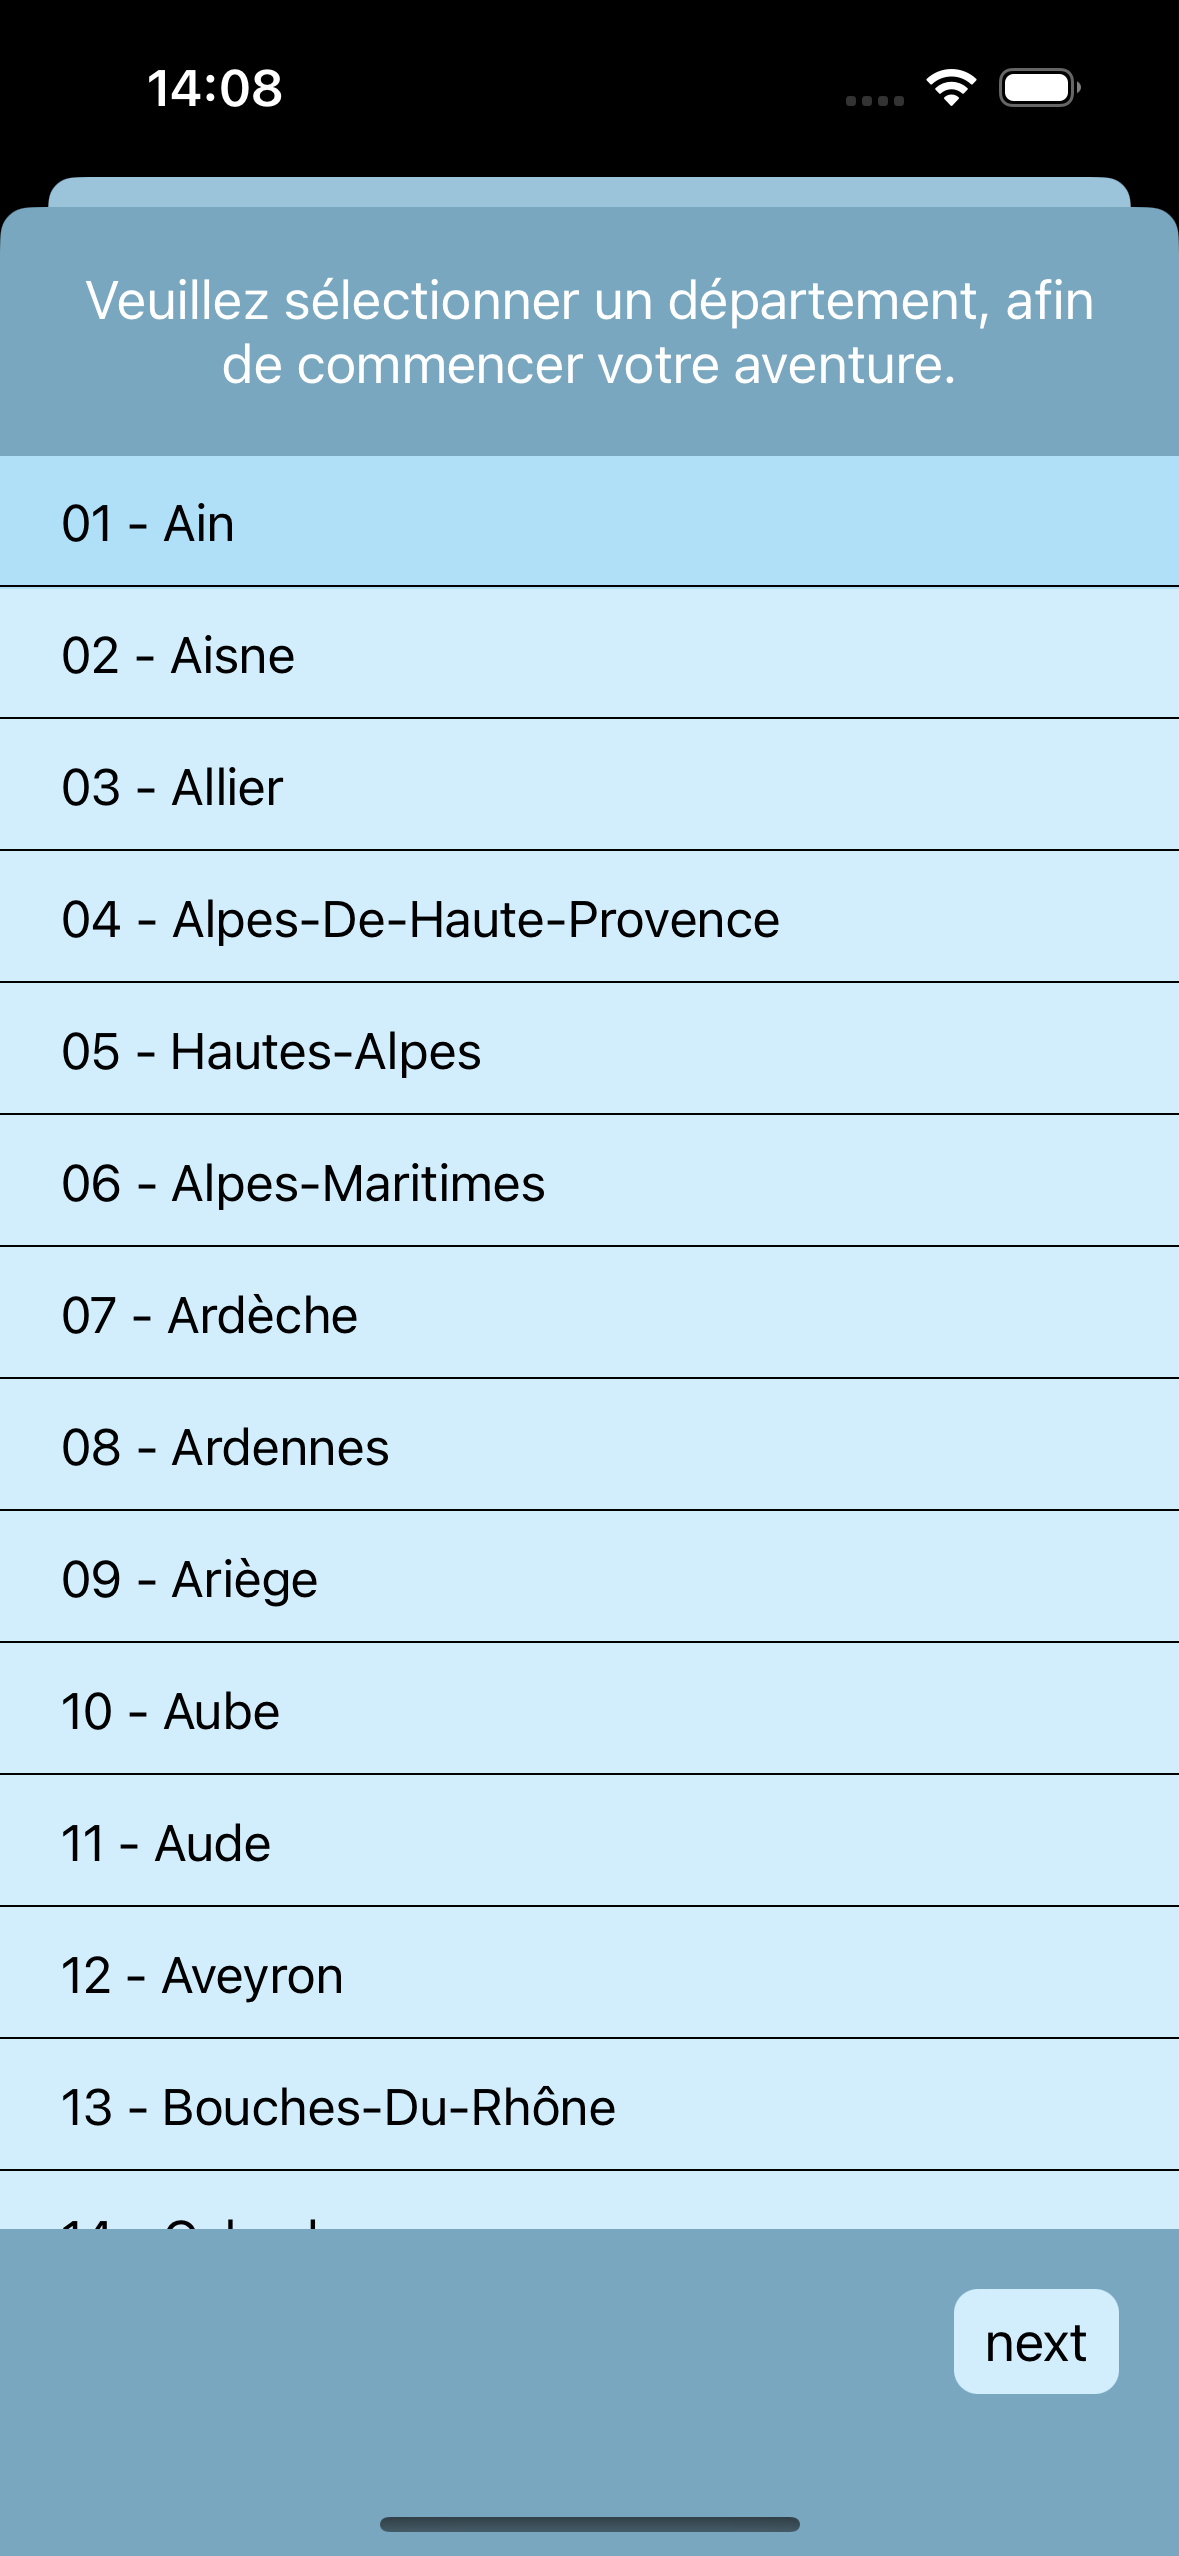 14:08
Veuillez sélectionner un département, afin
de commencer votre aventure.
01 - Ain
02 - Aisne
03 - Allier
04 - Alpes-De-Haute-Provence
05 - Hautes-Alpes
06 - Alpes-Maritimes
07 - Ardèche
08 - Ardennes
09 - Ariège
10 - Aube
11 - Aude
12 - Aveyron
13 - Bouches-Du-Rhône
next